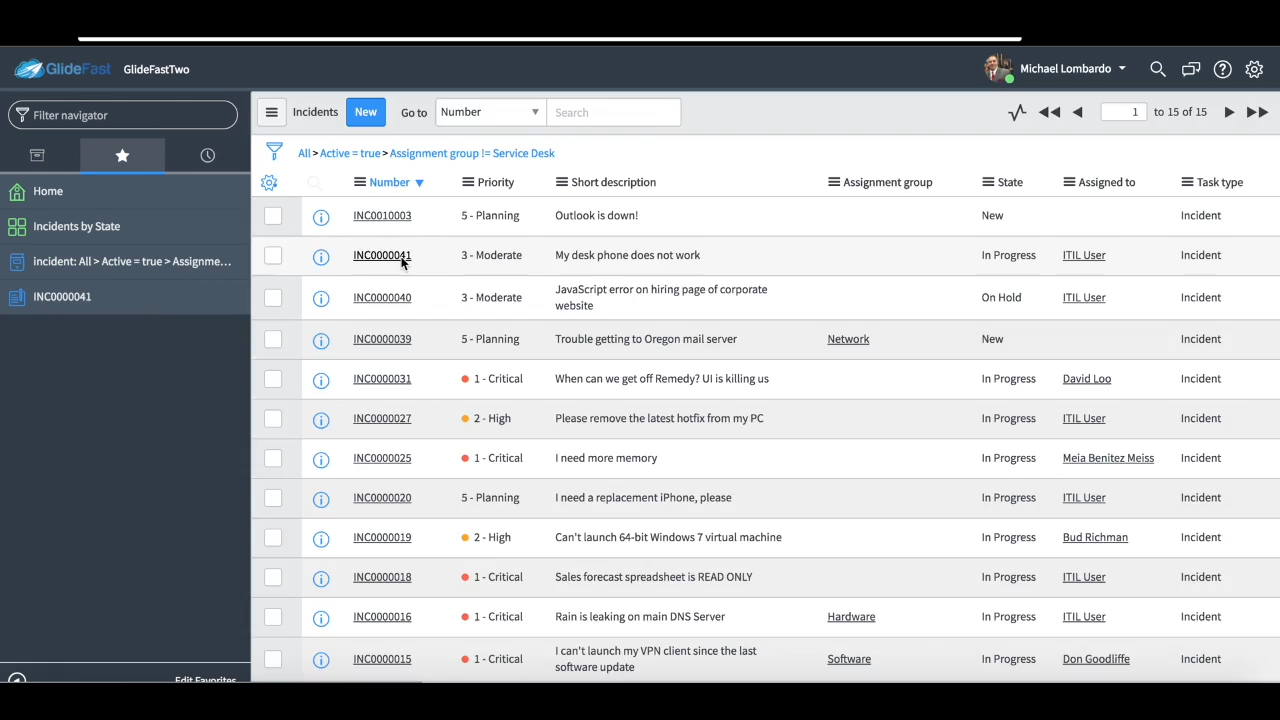 GlideFast GlideFastTwo Michael Lombardo
Filter navigator Incidents New Go to Number Search 1 to 15 of 15
All > Active = true > Assignment group != Service Desk
Number Priority Short description Assignment group State Assigned to Task type
Home
Incidents by State
incident: All > Active = true > Assignme...
INC0000041
INC0010003 5 - Planning Outlook is down! New Incident
INC0000041 3 - Moderate My desk phone does not work In Progress ITIL User Incident
INC0000040 3 - Moderate JavaScript error on hiring page of corporate
website On Hold ITIL User Incident
INC0000039 5 - Planning Trouble getting to Oregon mail server Network New Incident
INC0000031 1 - Critical When can we get off Remedy? UI is killing us In Progress David Loo Incident
INC0000027 2 - High Please remove the latest hotfix from my PC In Progress ITIL User Incident
INC0000025 1 - Critical I need more memory In Progress Meia Benitez Meiss Incident
INC0000020 5 - Planning I need a replacement iPhone, please In Progress ITIL User Incident
INC0000019 2 - High Can't launch 64-bit Windows 7 virtual machine In Progress Bud Richman Incident
INC0000018 1 - Critical Sales forecast spreadsheet is READ ONLY In Progress ITIL User Incident
INC0000016 1 - Critical Rain is leaking on main DNS Server Hardware In Progress ITIL User Incident
INC0000015 1 - Critical I can't launch my VPN client since the last
software update Software In Progress Don Goodliffe Incident
Edit Favorites